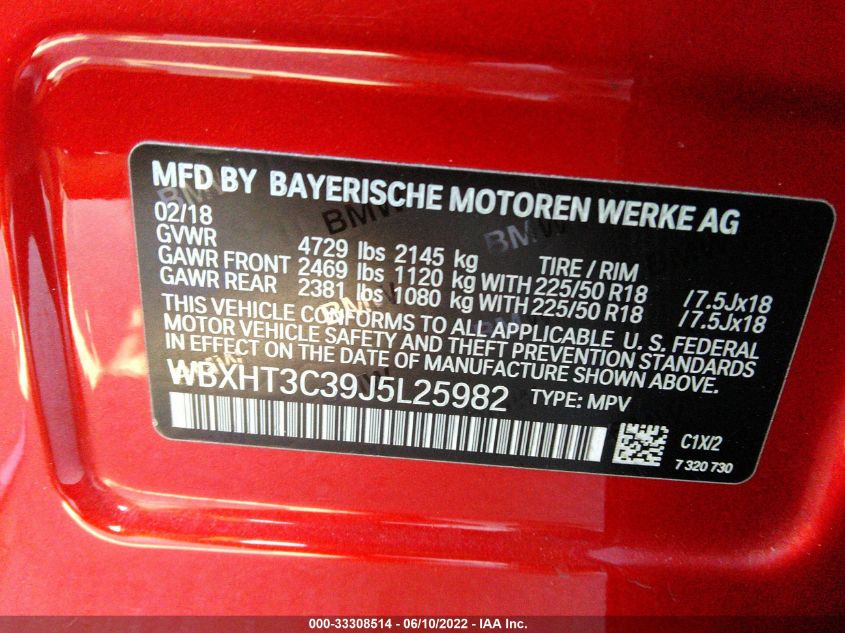 MFD BY BAYERISCHE MOTOREN WERKE AG
02/18
GVWR 4729 lbs 2145 kg TIRE / RIM
GAWR FRONT 2469 lbs 1120 kg WITH 225/50 R18 /7.5Jx18
GAWR REAR 2381 lbs 1080 kg WITH 225/50 R18 /7.5Jx18
THIS VEHICLE CONFORMS TO ALL APPLICABLE U. S. FEDERAL
MOTOR VEHICLE SAFETY AND THEFT PREVENTION STANDARDS
IN EFFECT ON THE DATE OF MANUFACTURE SHOWN ABOVE.
WBXHT3C39J5L25982 TYPE: MPV
C1X/2
7 320 730
000-33308514 - 06/10/2022 - IAA Inc.